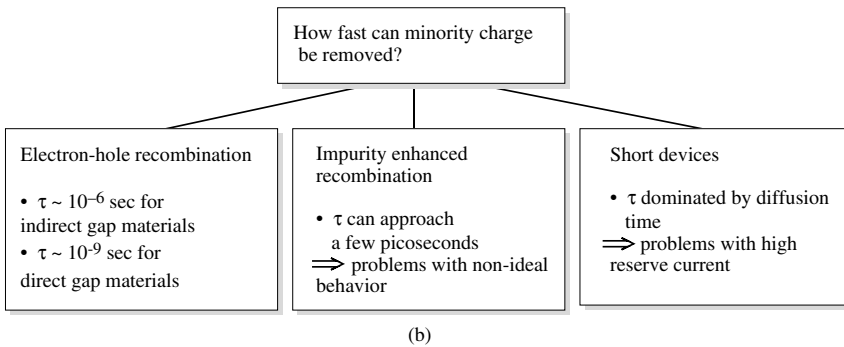 How fast can minority charge
be removed?
Electron-hole recombination
• τ ~ 10⁻⁶ sec for
indirect gap materials
• τ ~ 10⁻⁹ sec for
direct gap materials
Impurity enhanced
recombination
• τ can approach
a few picoseconds
⟹ problems with non-ideal
behavior
Short devices
• τ dominated by diffusion
time
⟹ problems with high
reserve current
(b)